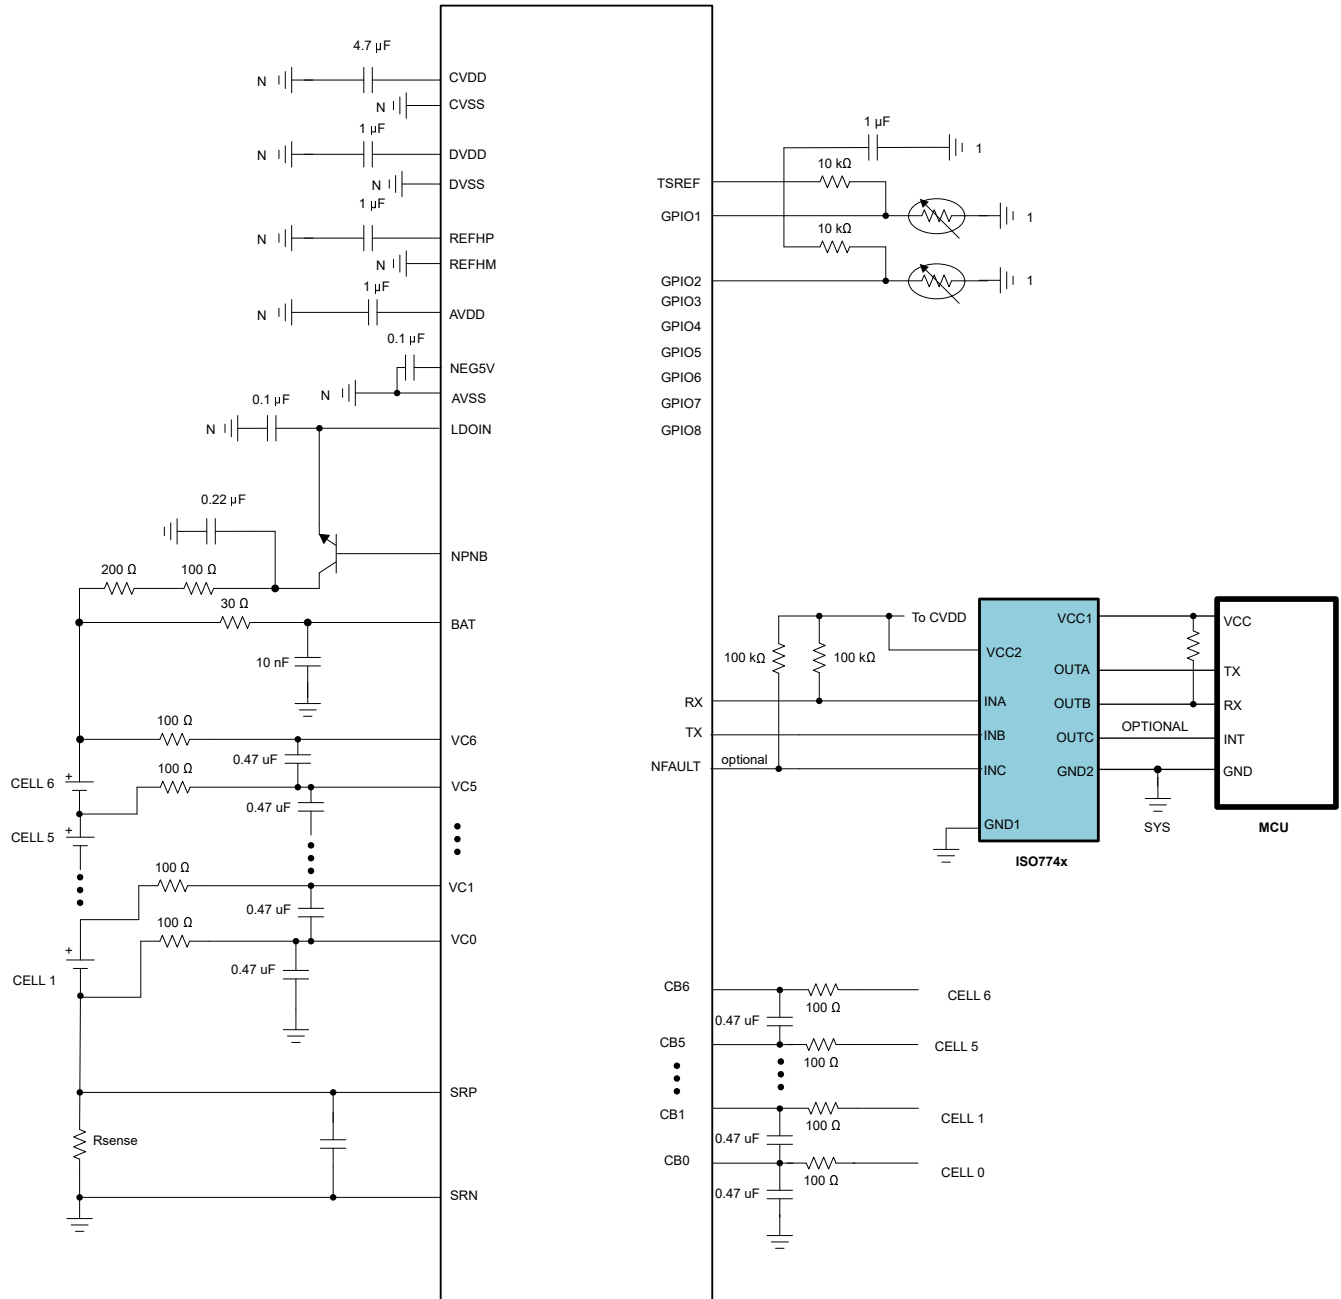 4.7 µF
N
CVDD
N
CVSS
1 µF
N
DVDD
N
DVSS
1 µF
N
REFHP
N
REFHM
1 µF
N
AVDD
0.1 µF
NEG5V
N
AVSS
0.1 µF
N
LDOIN
0.22 µF
NPNB
200 Ω
100 Ω
30 Ω
BAT
10 nF
100 Ω
VC6
0.47 uF
100 Ω
+
CELL 6
VC5
0.47 uF
+
CELL 5
100 Ω
VC1
0.47 uF
100 Ω
VC0
+
0.47 uF
CELL 1
SRP
Rsense
SRN
1 µF
1
10 kΩ
TSREF
GPIO1
1
10 kΩ
GPIO2
1
GPIO3
GPIO4
GPIO5
GPIO6
GPIO7
GPIO8
To CVDD
100 kΩ
100 kΩ
RX
TX
NFAULT
optional
VCC1
VCC2
OUTA
INA
OUTB
INB
OUTC
INC
GND2
GND1
ISO774x
OPTIONAL
SYS
VCC
TX
RX
INT
GND
MCU
CB6
100 Ω
CELL 6
0.47 uF
CB5
100 Ω
CELL 5
CB1
100 Ω
CELL 1
0.47 uF
CB0
100 Ω
CELL 0
0.47 uF